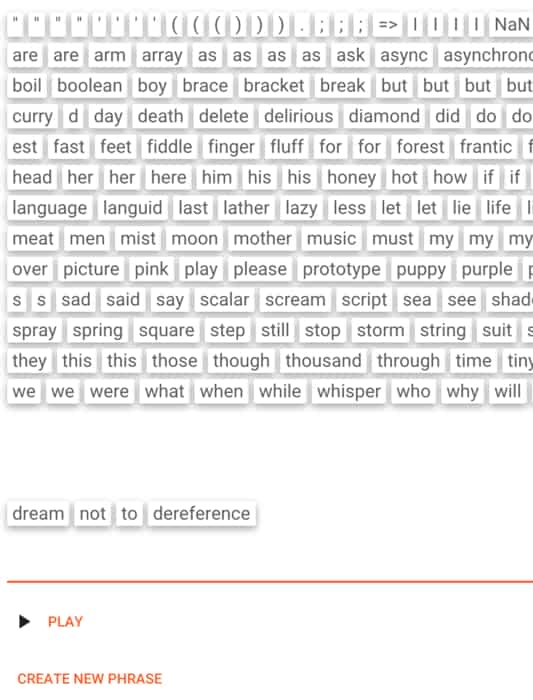 " " " " ' ' ' ' ( ( ( ) ) ) . ; ; ; => I I I I NaN
are are arm array as as as as ask async
boil boolean boy brace bracket break but but but but
curry d day death delete delirious diamond did do do
est fast feet fiddle finger fluff for for forest frantic
head her her here him his his honey hot how if if
language languid last lather lazy less let let lie life
meat men mist moon mother music must my my my
over picture pink play please prototype puppy purple
s s sad said say scalar scream script sea see
spray spring square step still stop storm string suit
they this this those though thousand through time tiny
we we were what when while whisper who why will
dream not to dereference
PLAY
CREATE NEW PHRASE